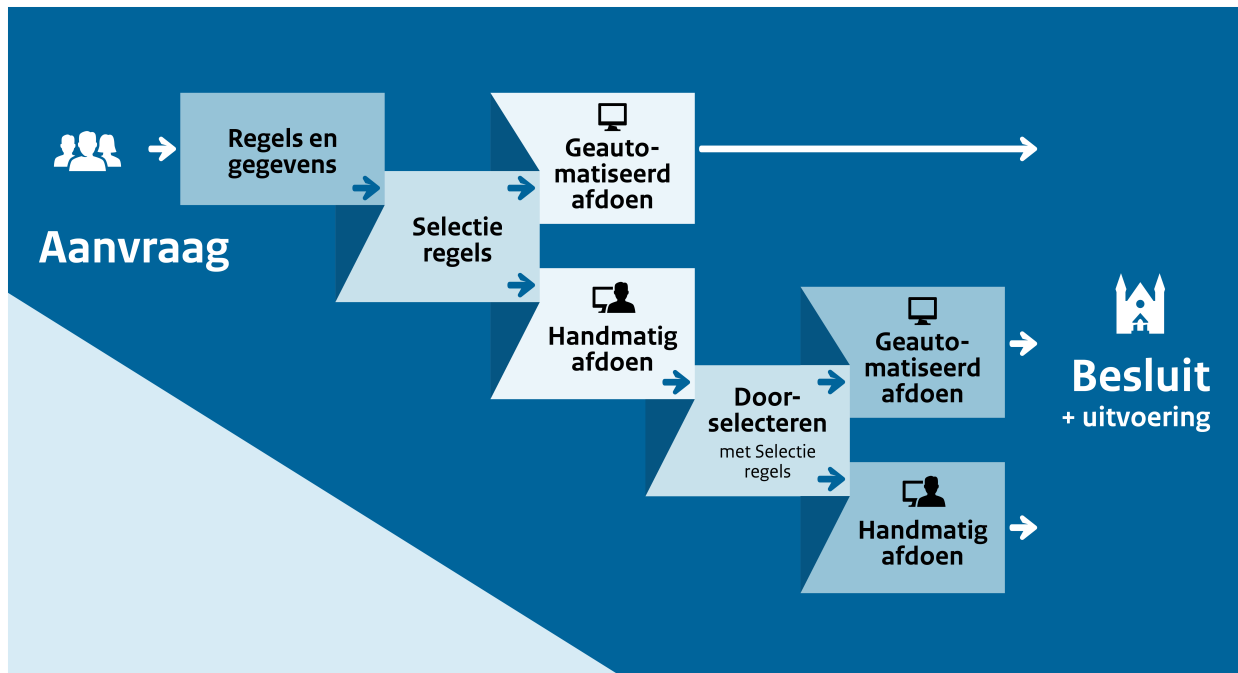 Aanvraag
Regels en
gegevens
Selectie
regels
Geauto-
matiseerd
afdoen
Handmatig
afdoen
Door-
selecteren
met Selectie
regels
Geauto-
matiseerd
afdoen
Handmatig
afdoen
Besluit
+ uitvoering